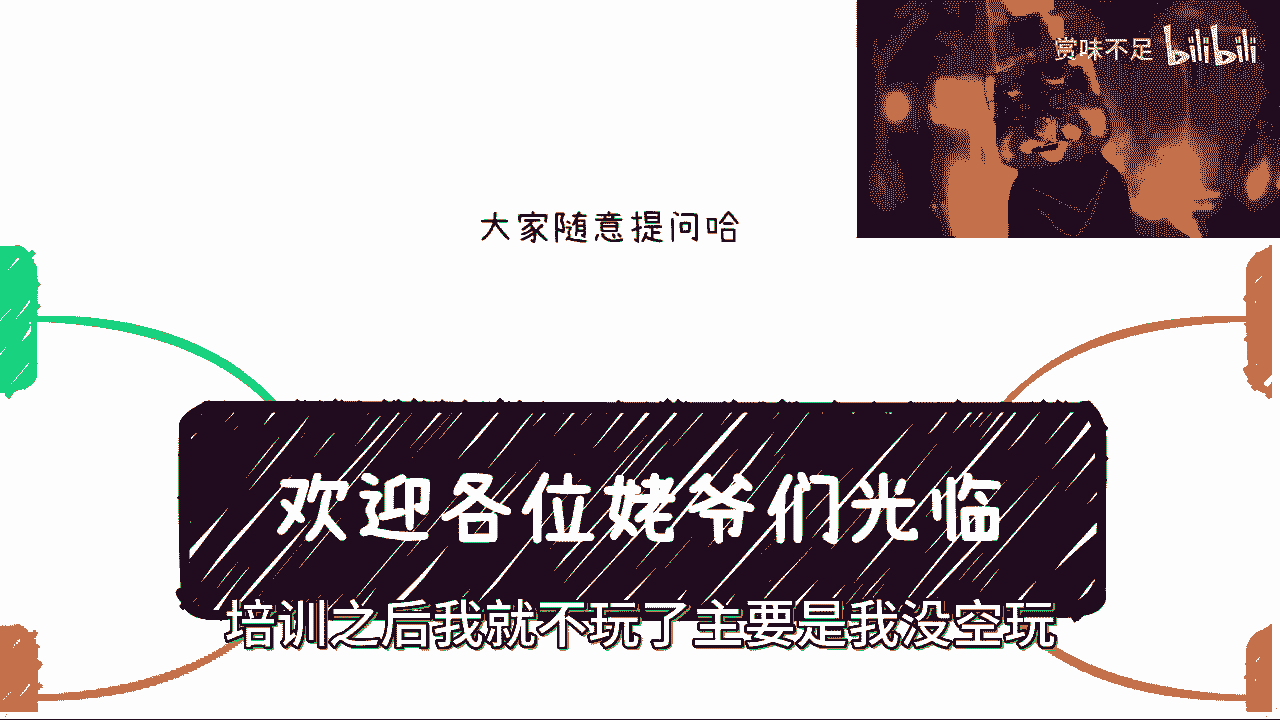 赏味不足 bilibili
大家随意提问哈
欢迎各位姥爷们光临
培训之后我就不玩了主要是我没空玩